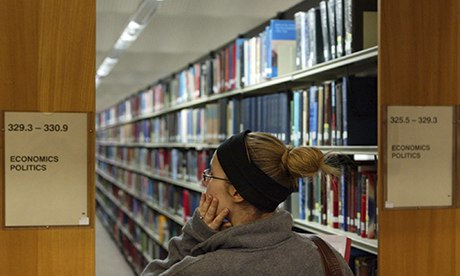 329.3 – 330.9
ECONOMICS
POLITICS
325.5 – 329.3
ECONOMICS
POLITICS